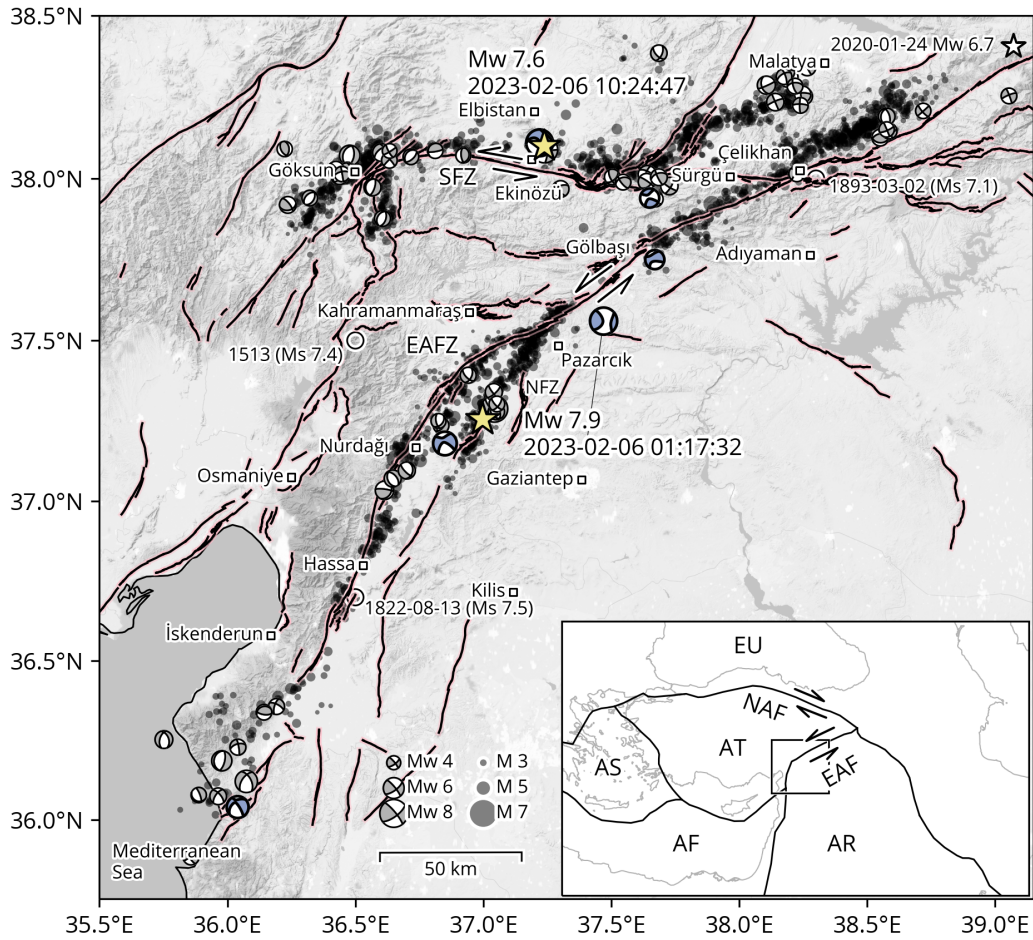 38.5°N
38.0°N
37.5°N
37.0°N
36.5°N
36.0°N
2020-01-24 Mw 6.7
Mw 7.6
2023-02-06 10:24:47
Malatya
Elbistan
Çelikhan
Göksun
SFZ
Ekinözü
Sürgü
1893-03-02 (Ms 7.1)
Gölbaşı
Adıyaman
Kahramanmaraş
1513 (Ms 7.4)
EAFZ
Pazarcık
NFZ
Mw 7.9
2023-02-06 01:17:32
Nurdağı
Osmaniye
Gaziantep
Hassa
Kilis
1822-08-13 (Ms 7.5)
İskenderun
Mw 4
M 3
Mw 6
M 5
Mw 8
M 7
50 km
Mediterranean
Sea
EU
NAF
AT
AS
EAF
AF
AR
35.5°E
36.0°E
36.5°E
37.0°E
37.5°E
38.0°E
38.5°E
39.0°E